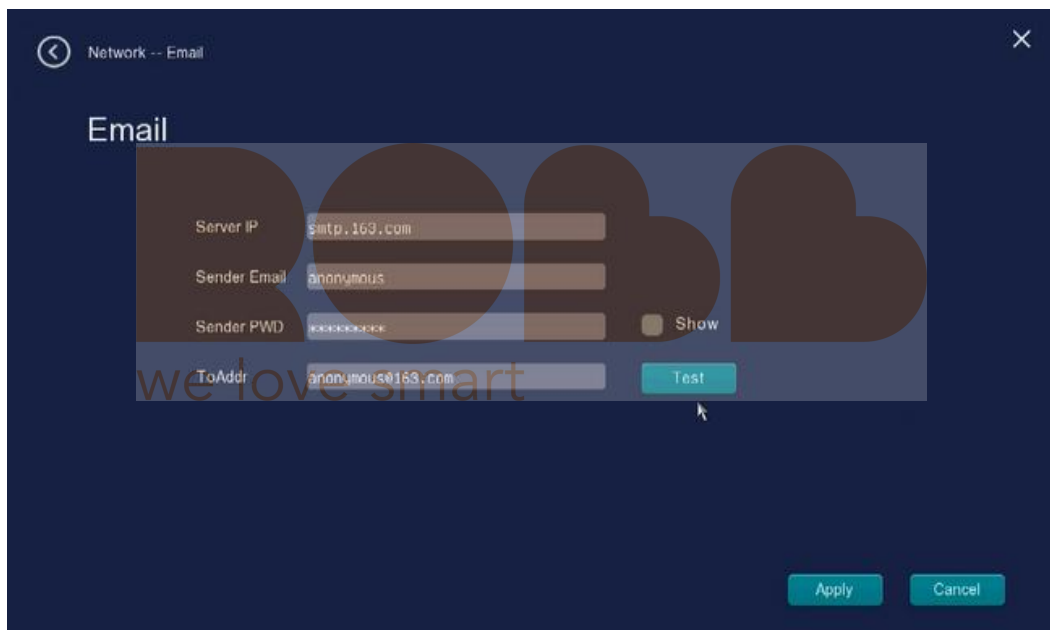 Network -- Email
Email
ROBB
we love smart
Server IP smtp.163.com
Sender Email anonymous
Sender PWD ********* Show
ToAddr anonymous@163.com Test
Apply Cancel